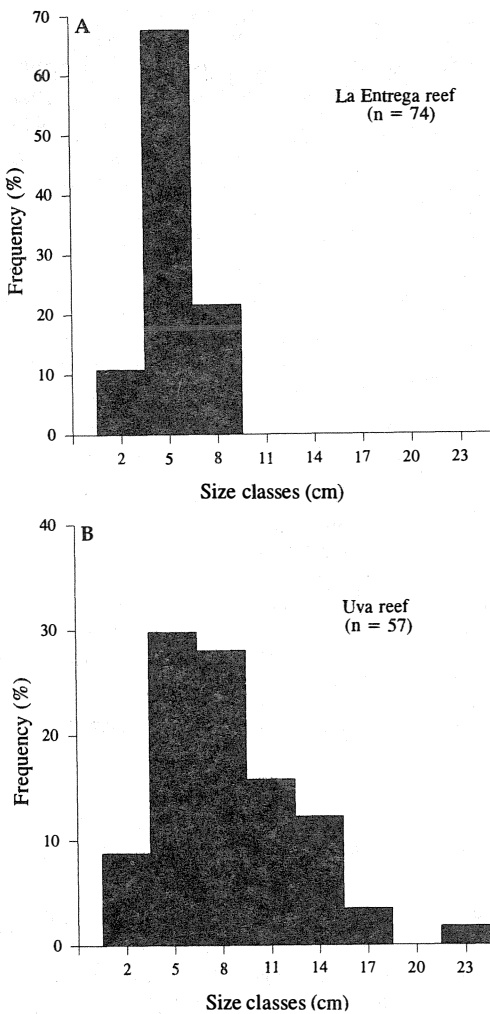 A
70
60
50
40
30
20
10
0
Frequency (%)
La Entrega reef
(n = 74)
2 5 8 11 14 17 20 23
Size classes (cm)
B
40
30
20
10
0
Frequency (%)
Uva reef
(n = 57)
2 5 8 11 14 17 20 23
Size classes (cm)